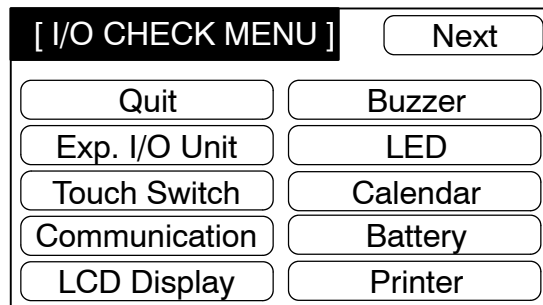 [ I/O CHECK MENU ] Next
Quit Buzzer
Exp. I/O Unit LED
Touch Switch Calendar
Communication Battery
LCD Display Printer